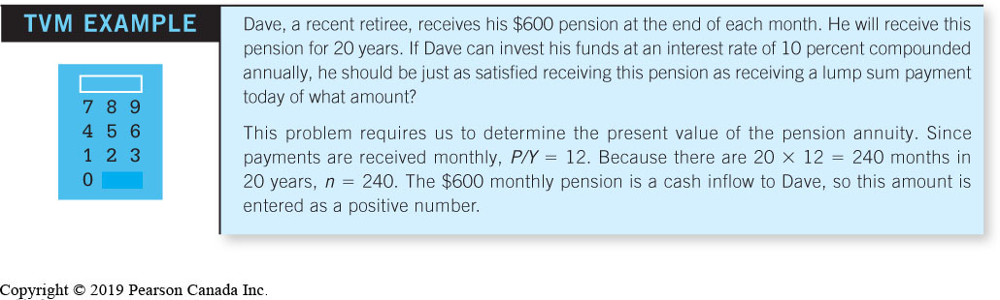 TVM EXAMPLE
Dave, a recent retiree, receives his $600 pension at the end of each month. He will receive this
pension for 20 years. If Dave can invest his funds at an interest rate of 10 percent compounded
annually, he should be just as satisfied receiving this pension as receiving a lump sum payment
today of what amount?
This problem requires us to determine the present value of the pension annuity. Since
payments are received monthly, P/Y = 12. Because there are 20 × 12 = 240 months in
20 years, n = 240. The $600 monthly pension is a cash inflow to Dave, so this amount is
entered as a positive number.
7 8 9
4 5 6
1 2 3
0
Copyright © 2019 Pearson Canada Inc.